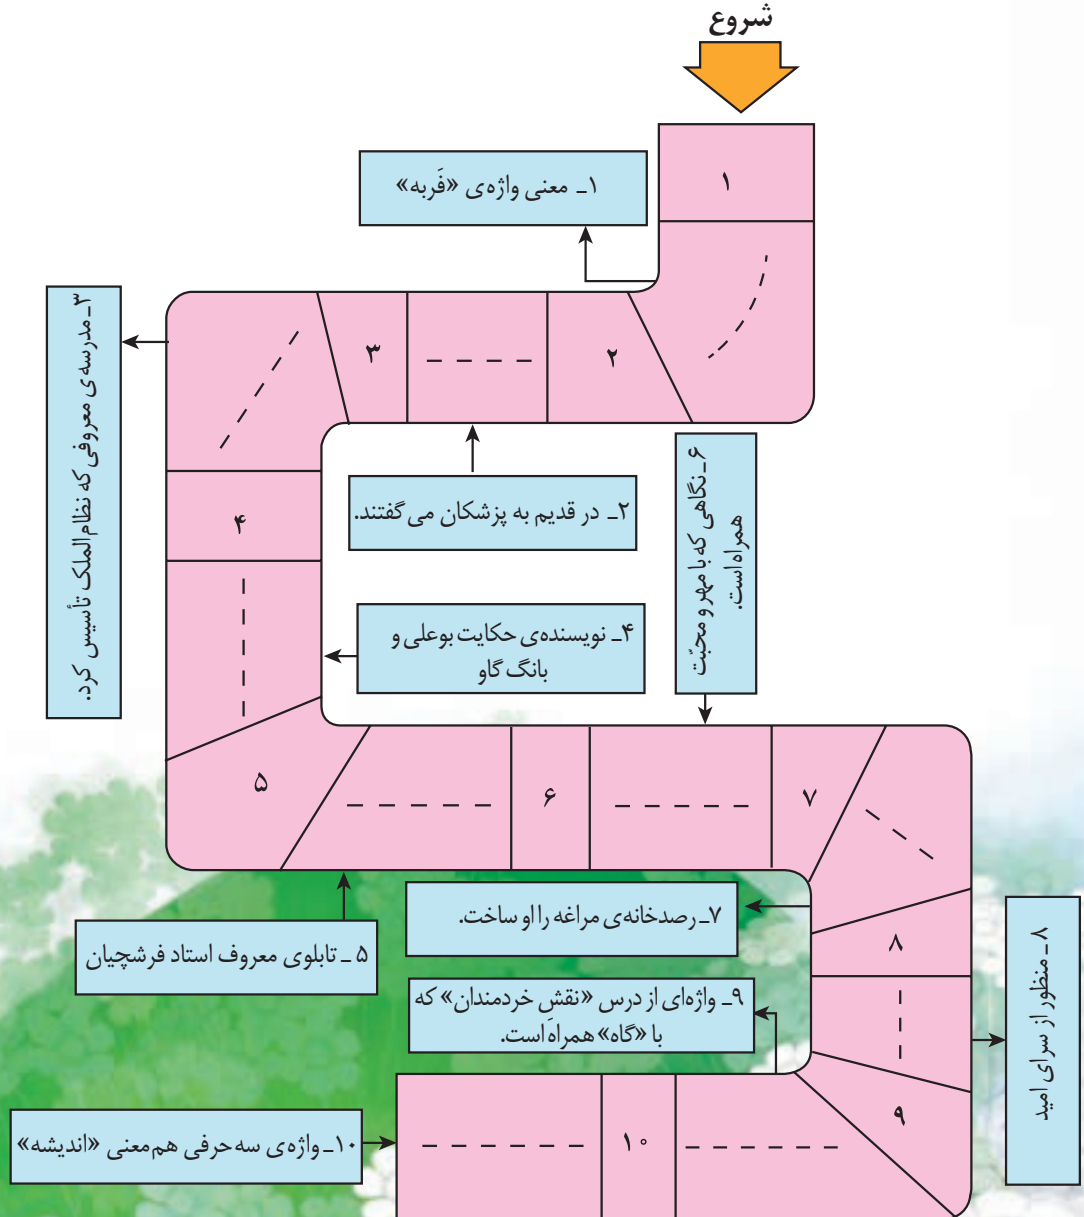 شروع
۱
۱ـ معنی واژه‌ی «فَربه»
۲
۳
۳ـ مدرسه‌ی معروفی که نظام‌الملک تأسیس کرد.
۲ـ در قدیم به پزشکان می‌گفتند.
۶ـ نگاهی که با مهر و محبّت
همراه است.
۴
۴ـ نویسنده‌ی حکایت بوعلی و
بانگ گاو
۵
۶
۷
۷ـ رصدخانه‌ی مراغه را او ساخت.
۵ ـ تابلوی معروف استاد فرشچیان
۸
۸ ـ منظور از سرای امید
۹ـ واژه‌ای از درس «نقشِ خردمندان» که
با «گاه» همراه است.
۹
۱۰
۱۰ـ واژه‌ی سه حرفی هم‌معنی «اندیشه»